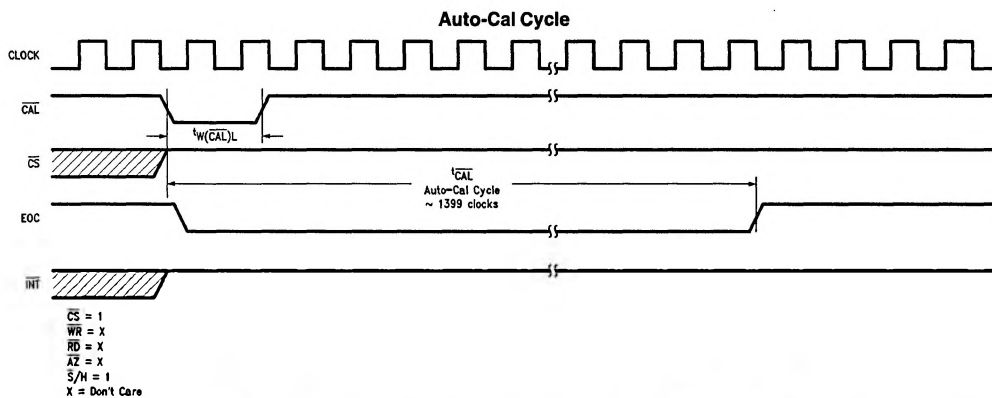 Auto-Cal Cycle
CLOCK
CAL
tW(CAL)L
CS
tCAL
Auto-Cal Cycle
~ 1399 clocks
EOC
INT
CS = 1
WR = X
RD = X
AZ = X
S/H = 1
X = Don't Care